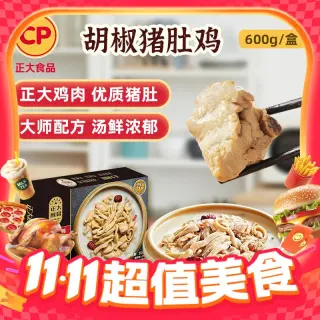 CP
正大食品
胡椒猪肚鸡
600g/盒
正大鸡肉 优质猪肚
大师配方 汤鲜浓郁
11·11超值美食